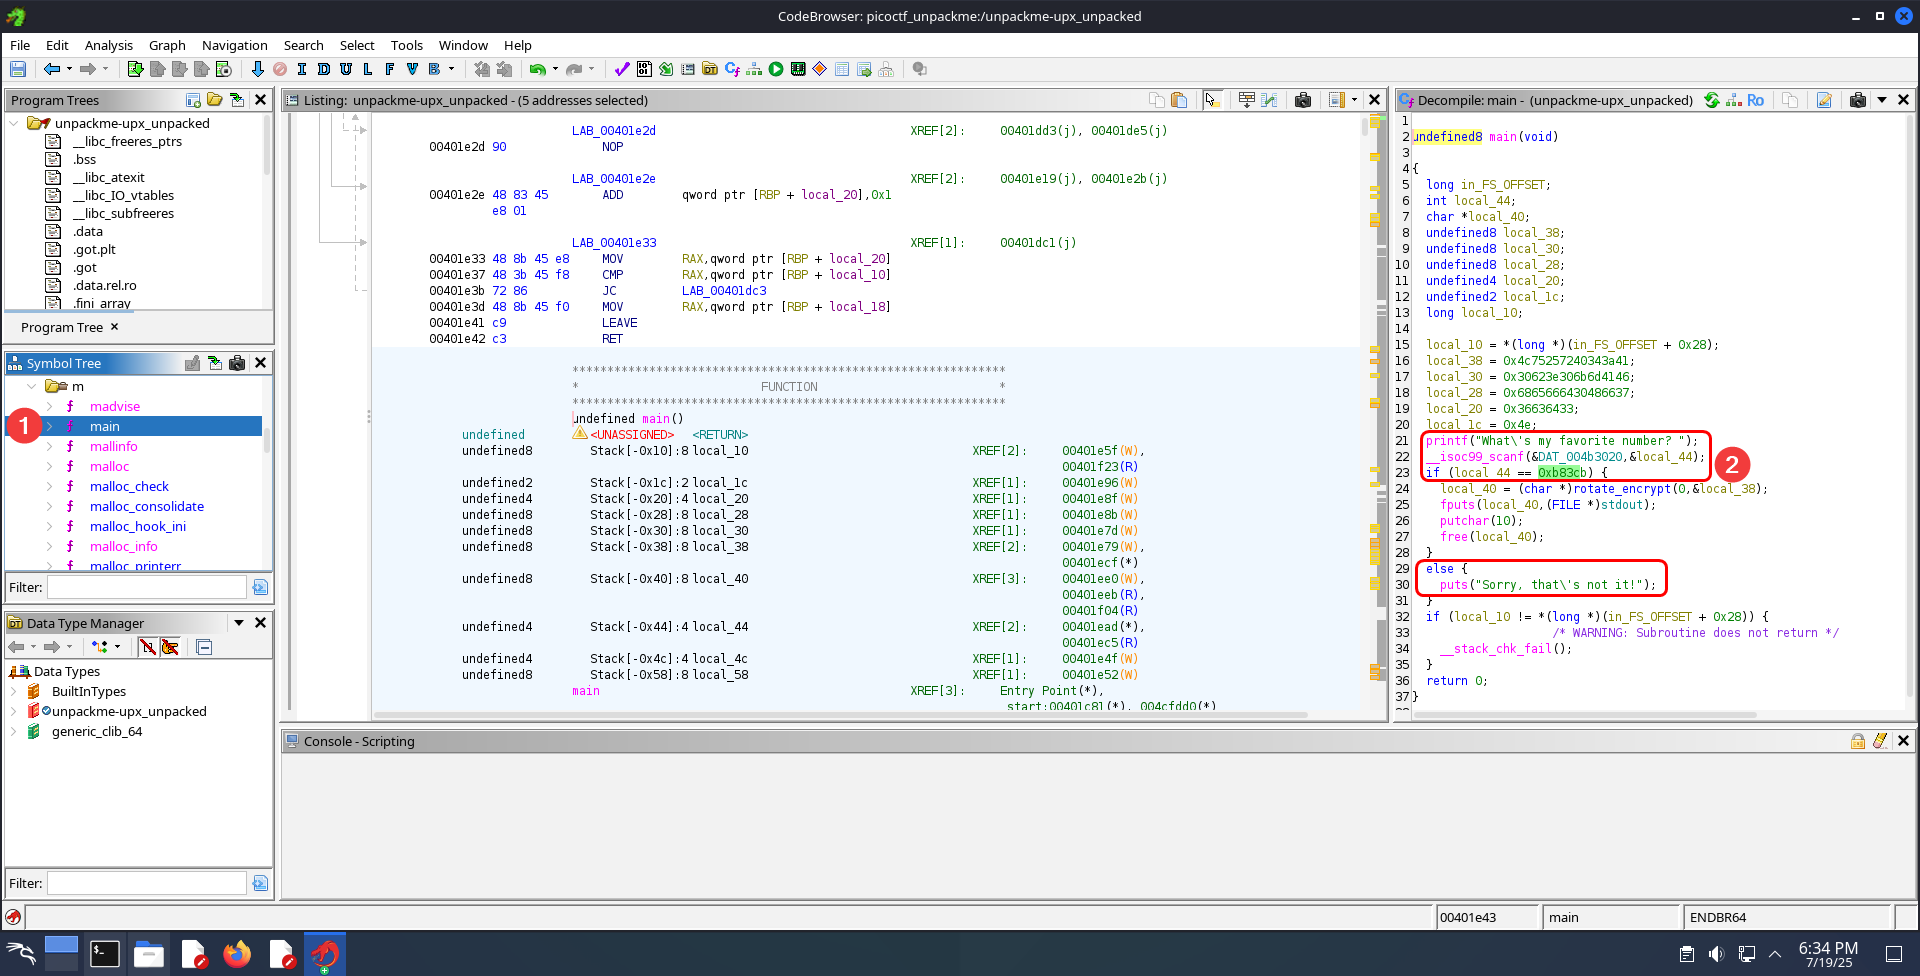 CodeBrowser: picoctf_unpackme:/unpackme-upx_unpacked
File Edit Analysis Graph Navigation Search Select Tools Window Help
I D U L F V B
Program Trees
unpackme-upx_unpacked
__libc_freeres_ptrs
.bss
__libc_atexit
__libc_IO_vtables
__libc_subfreeres
.data
.got.plt
.got
.data.rel.ro
.fini_array
Program Tree ×
Symbol Tree
m
f madvise
1 f main
f mallinfo
f malloc
f malloc_check
f malloc_consolidate
f malloc_hook_ini
f malloc_info
f malloc_printerr
Filter:
Data Type Manager
Data Types
BuiltInTypes
unpackme-upx_unpacked
generic_clib_64
Filter:
Listing: unpackme-upx_unpacked - (5 addresses selected)
LAB_00401e2d XREF[2]: 00401dd3(j), 00401de5(j)
00401e2d 90 NOP
LAB_00401e2e XREF[2]: 00401e19(j), 00401e2b(j)
00401e2e 48 83 45 ADD qword ptr [RBP + local_20],0x1
e8 01
LAB_00401e33 XREF[1]: 00401dc1(j)
00401e33 48 8b 45 e8 MOV RAX,qword ptr [RBP + local_20]
00401e37 48 3b 45 f8 CMP RAX,qword ptr [RBP + local_10]
00401e3b 72 86 JC LAB_00401dc3
00401e3d 48 8b 45 f0 MOV RAX,qword ptr [RBP + local_18]
00401e41 c9 LEAVE
00401e42 c3 RET
**************************************************************
* FUNCTION *
**************************************************************
undefined main()
undefined <UNASSIGNED> <RETURN>
undefined8 Stack[-0x10]:8 local_10 XREF[2]: 00401e5f(W),
00401f23(R)
undefined2 Stack[-0x1c]:2 local_1c XREF[1]: 00401e96(W)
undefined4 Stack[-0x20]:4 local_20 XREF[1]: 00401e8f(W)
undefined8 Stack[-0x28]:8 local_28 XREF[1]: 00401e8b(W)
undefined8 Stack[-0x30]:8 local_30 XREF[1]: 00401e7d(W)
undefined8 Stack[-0x38]:8 local_38 XREF[2]: 00401e79(W),
00401ecf(*)
undefined8 Stack[-0x40]:8 local_40 XREF[3]: 00401ee0(W),
00401eeb(R),
00401f04(R)
undefined4 Stack[-0x44]:4 local_44 XREF[2]: 00401ead(*),
00401ec5(R)
undefined4 Stack[-0x4c]:4 local_4c XREF[1]: 00401e4f(W)
undefined8 Stack[-0x58]:8 local_58 XREF[1]: 00401e52(W)
main XREF[3]: Entry Point(*),
_start:00401c81(*), 004cfdd0(*)
Decompile: main - (unpackme-upx_unpacked)
Ro
1
2 undefined8 main(void)
3
4 {
5 long in_FS_OFFSET;
6 int local_44;
7 char *local_40;
8 undefined8 local_38;
9 undefined8 local_30;
10 undefined8 local_28;
11 undefined4 local_20;
12 undefined2 local_1c;
13 long local_10;
14
15 local_10 = *(long *)(in_FS_OFFSET + 0x28);
16 local_38 = 0x4c75257240343a41;
17 local_30 = 0x30623e306b6d4146;
18 local_28 = 0x6865666430486637;
19 local_20 = 0x36636433;
20 local_1c = 0x4e;
21 printf("What\'s my favorite number? ");
22 __isoc99_scanf(&DAT_004b3020,&local_44);
23 if (local_44 == 0xb83cb) {
2
24 local_40 = (char *)rotate_encrypt(0,&local_38);
25 fputs(local_40,(FILE *)stdout);
26 putchar(10);
27 free(local_40);
28 }
29 else {
30 puts("Sorry, that\'s not it!");
31 }
32 if (local_10 != *(long *)(in_FS_OFFSET + 0x28)) {
33 /* WARNING: Subroutine does not return */
34 __stack_chk_fail();
35 }
36 return 0;
37 }
Console - Scripting
00401e43 main ENDBR64
6:34 PM
7/19/25